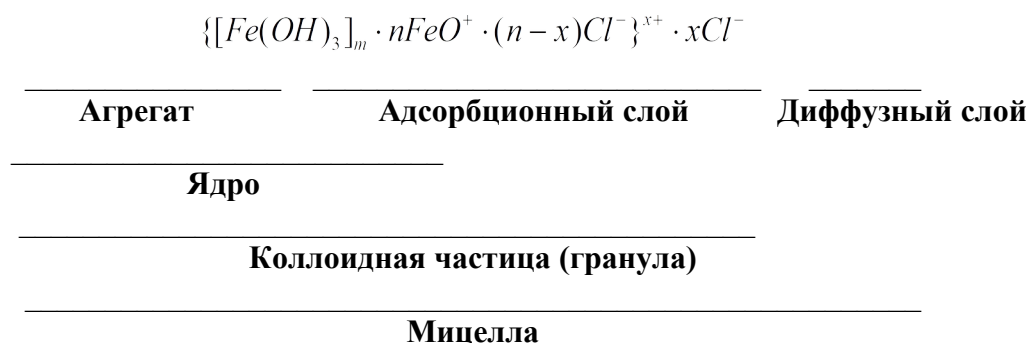 {[Fe(OH)₃]ₘ · nFeO⁺ · (n − x)Cl⁻}ˣ⁺ · xCl⁻
Агрегат Адсорбционный слой Диффузный слой
Ядро
Коллоидная частица (гранула)
Мицелла